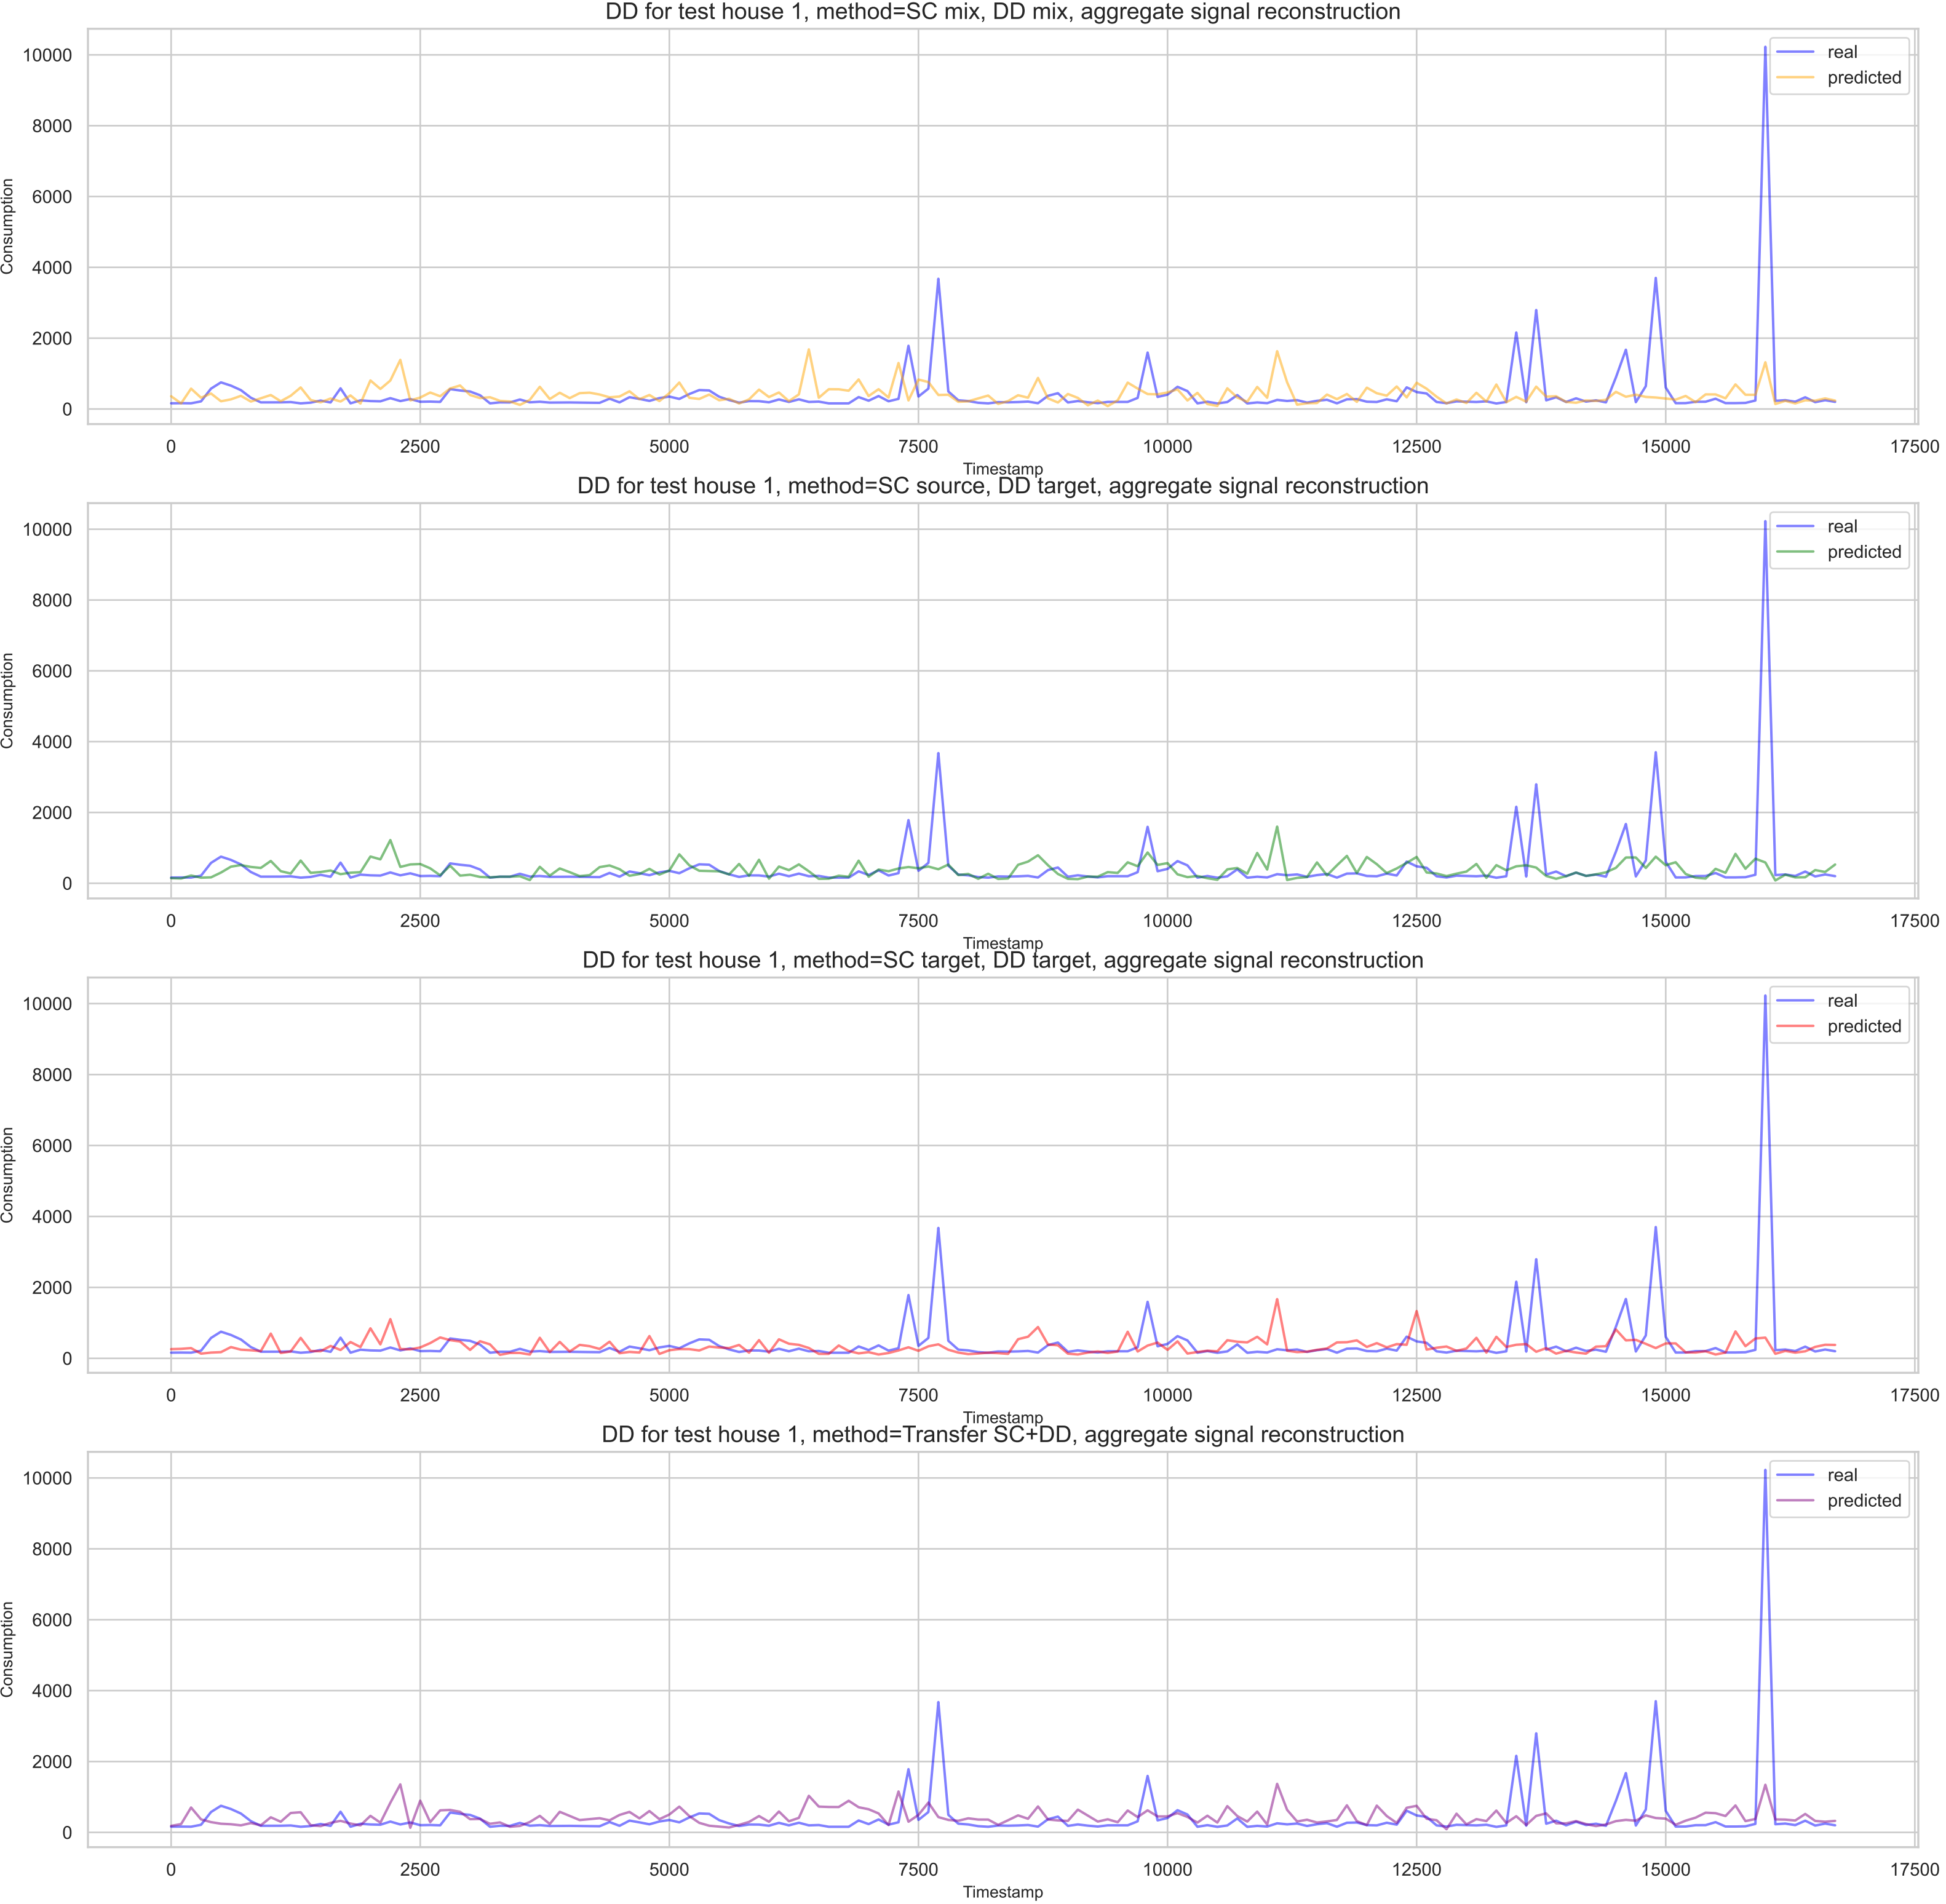 DD for test house 1, method=SC mix, DD mix, aggregate signal reconstruction
real
predicted
10000
8000
6000
4000
2000
0
Consumption
0 2500 5000 7500 10000 12500 15000 17500
Timestamp
DD for test house 1, method=SC source, DD target, aggregate signal reconstruction
real
predicted
10000
8000
6000
4000
2000
0
Consumption
0 2500 5000 7500 10000 12500 15000 17500
Timestamp
DD for test house 1, method=SC target, DD target, aggregate signal reconstruction
real
predicted
10000
8000
6000
4000
2000
0
Consumption
0 2500 5000 7500 10000 12500 15000 17500
Timestamp
DD for test house 1, method=Transfer SC+DD, aggregate signal reconstruction
real
predicted
10000
8000
6000
4000
2000
0
Consumption
0 2500 5000 7500 10000 12500 15000 17500
Timestamp